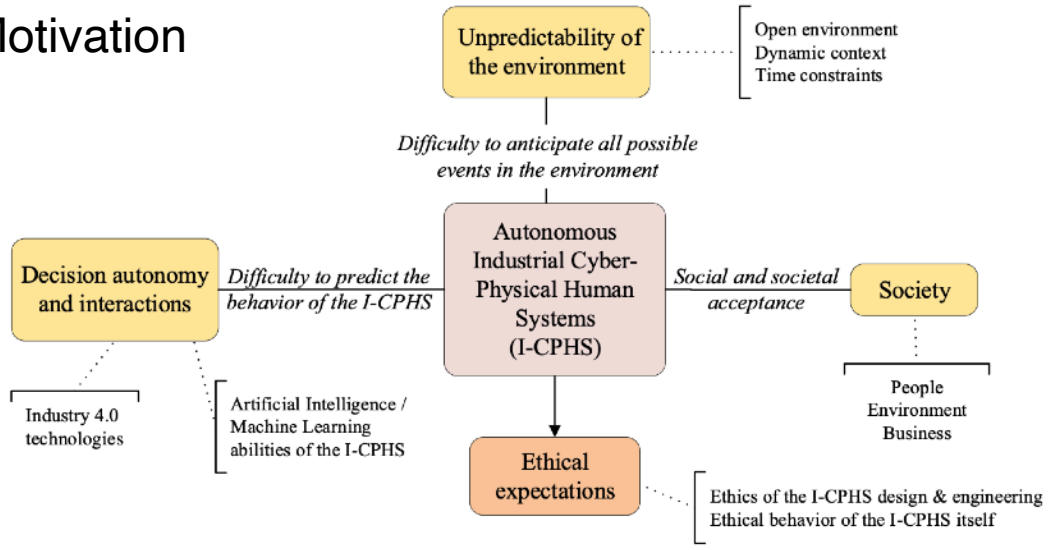 Motivation
Unpredictability of
the environment
Open environment
Dynamic context
Time constraints
Difficulty to anticipate all possible
events in the environment
Autonomous
Industrial Cyber-
Physical Human
Systems
(I-CPHS)
Decision autonomy
and interactions
Difficulty to predict the
behavior of the I-CPHS
Social and societal
acceptance
Society
Industry 4.0
technologies
Artificial Intelligence /
Machine Learning
abilities of the I-CPHS
People
Environment
Business
Ethical
expectations
Ethics of the I-CPHS design & engineering
Ethical behavior of the I-CPHS itself